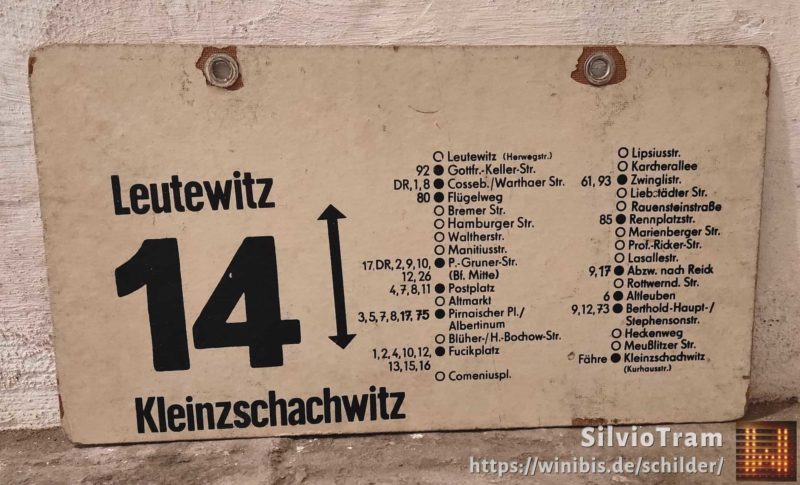 Leutewitz
14
Kleinzschachwitz
Leutewitz (Herwegstr.)
92 Gottfr.-Keller-Str.
DR,1,8 Cosseb./Warthaer Str.
80 Flügelweg
Bremer Str.
Hamburger Str.
Waltherstr.
Manitiusstr.
17,DR,2,9,10, P.-Gruner-Str.
12,26 (Bf. Mitte)
4,7,8,11 Postplatz
Altmarkt
3,5,7,8,17,75 Pirnaischer Pl./
Albertinum
Blüher-/H.-Bochow-Str.
1,2,4,10,12, Fucikplatz
13,15,16
Comeniuspl.
Lipsiusstr.
Karcherallee
61,93 Zwinglistr.
Liebstädter Str.
Rauensteinstraße
85 Rennplatzstr.
Marienberger Str.
Prof.-Ricker-Str.
Lasallestr.
9,17 Abzw. nach Reick
Rottwernd. Str.
6 Altleuben
9,12,73 Berthold-Haupt-/
Stephensonstr.
Heckenweg
Meußlitzer Str.
Fähre Kleinzschachwitz
(Kurhausstr.)
SilvioTram
https://winibis.de/schilder/